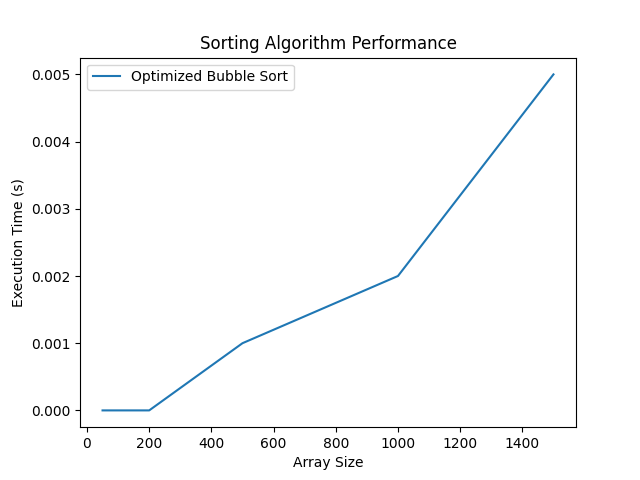 Sorting Algorithm Performance
Optimized Bubble Sort
0.005
0.004
0.003
0.002
0.001
0.000
Execution Time (s)
0 200 400 600 800 1000 1200 1400
Array Size